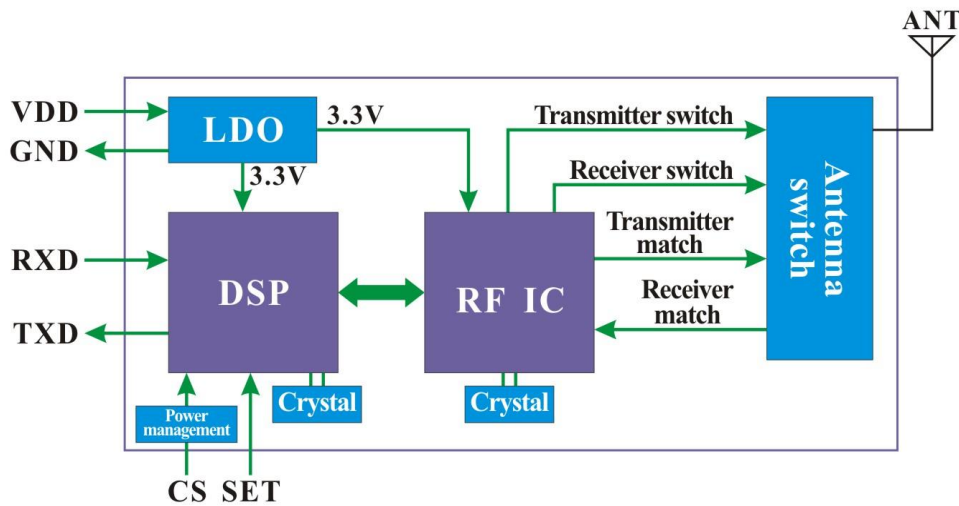 ANT
VDD
LDO
3.3V
Transmitter switch
GND
3.3V
Receiver switch
Antenna
switch
Transmitter
match
RXD
DSP
RF IC
Receiver
match
TXD
Crystal
Crystal
Power
management
CS
SET